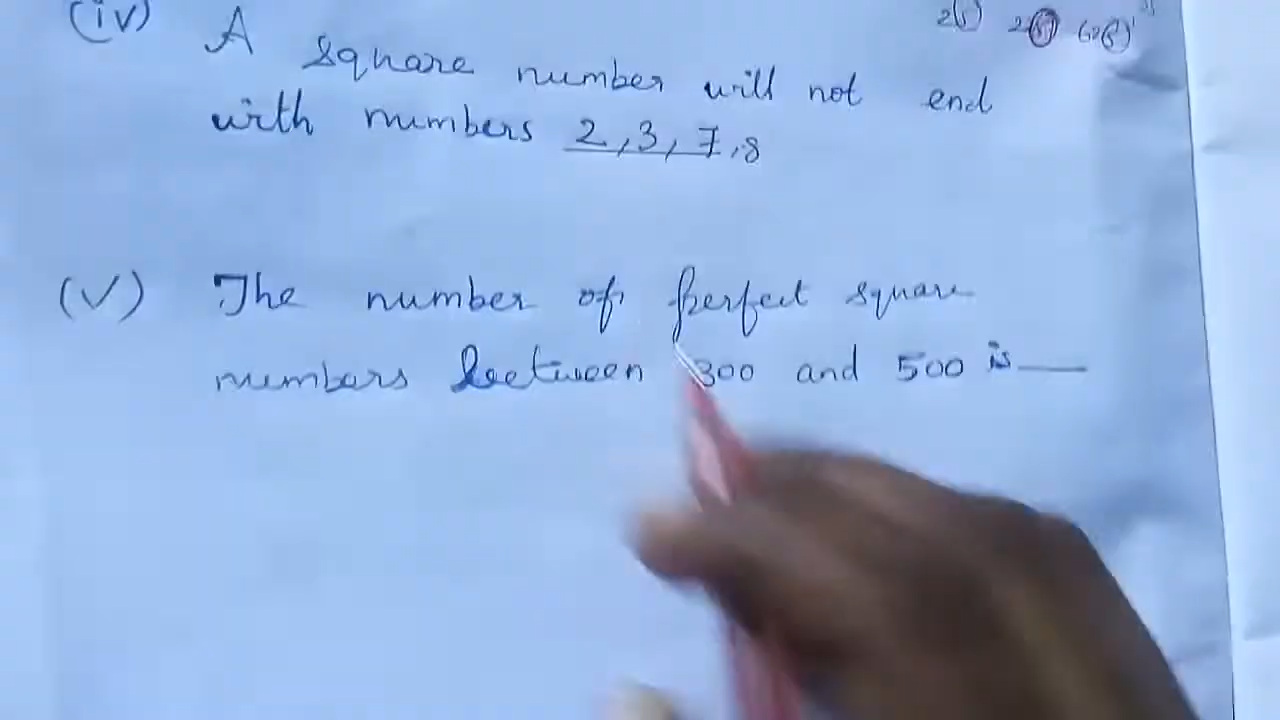 (iv) A square number will not end
with numbers 2, 3, 7, 8
(V) The number of perfect square
numbers between 300 and 500 is —